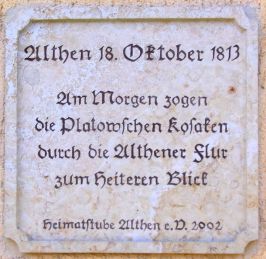 Althen 18. Oktober 1813
Am Morgen zogen
die Platowschen Kosaken
durch die Althener Flur
zum Heiteren Blick
Heimatstube Althen e.V. 2002